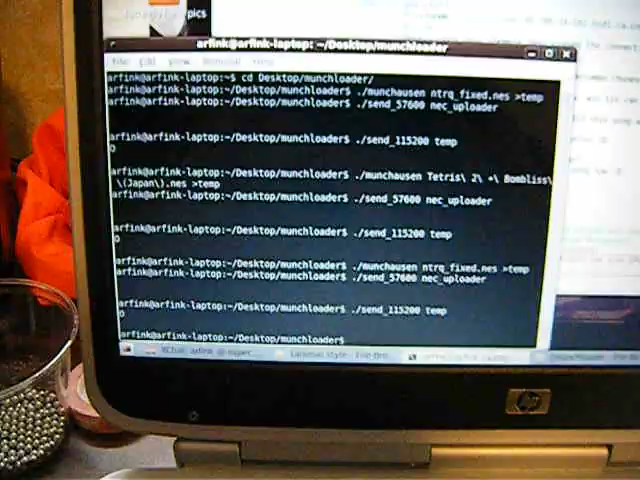 pics
arfink@arfink-laptop: ~/Desktop/munchloader
File Edit View Terminal Help
arfink@arfink-laptop:~$ cd Desktop/munchloader/
arfink@arfink-laptop:~/Desktop/munchloader$ ./munchausen ntrq_fixed.nes >temp
arfink@arfink-laptop:~/Desktop/munchloader$ ./send_57600 nec_uploader
arfink@arfink-laptop:~/Desktop/munchloader$ ./send_115200 temp
O
arfink@arfink-laptop:~/Desktop/munchloader$ ./munchausen Tetris\ 2\ +\ Bombliss\
\(Japan\).nes >temp
arfink@arfink-laptop:~/Desktop/munchloader$ ./send_57600 nec_uploader
arfink@arfink-laptop:~/Desktop/munchloader$ ./send_115200 temp
O
arfink@arfink-laptop:~/Desktop/munchloader$ ./munchausen ntrq_fixed.nes >temp
arfink@arfink-laptop:~/Desktop/munchloader$ ./send_57600 nec_uploader
arfink@arfink-laptop:~/Desktop/munchloader$ ./send_115200 temp
O
arfink@arfink-laptop:~/Desktop/munchloader$
hp